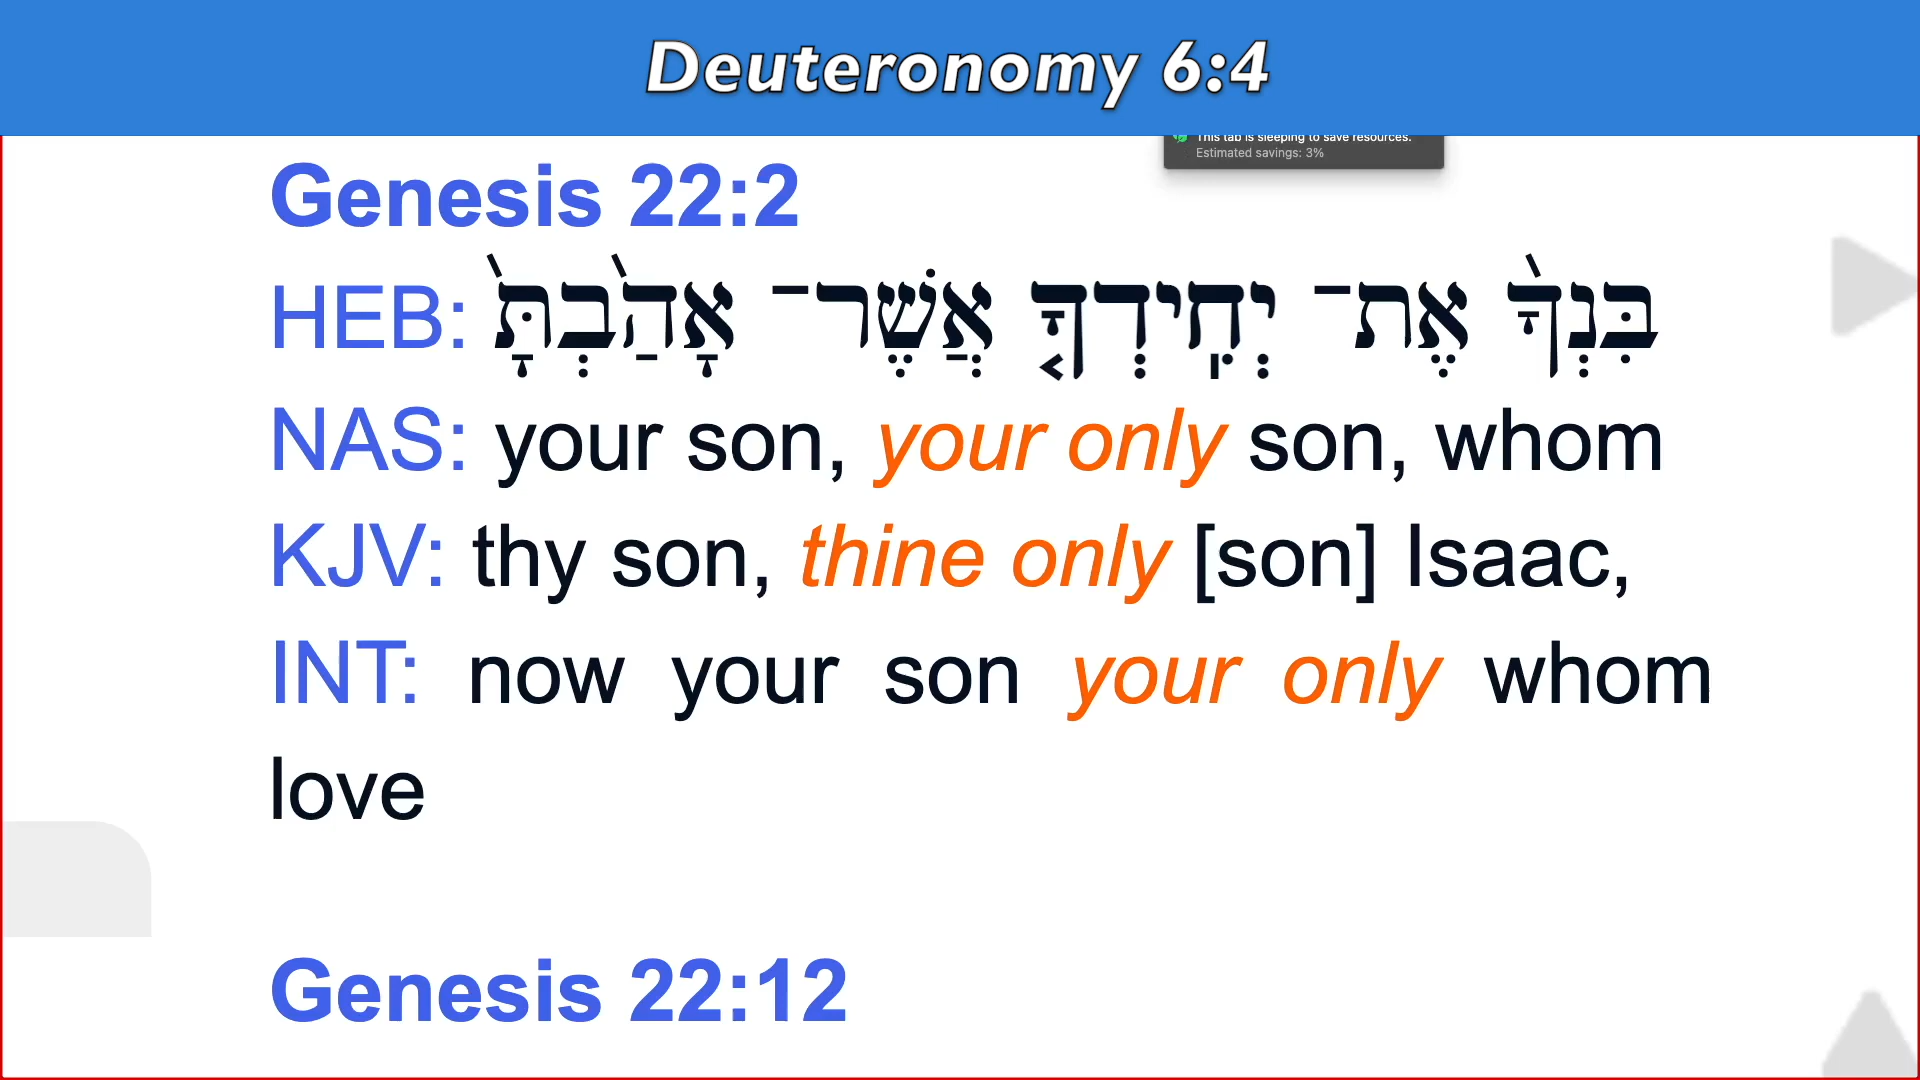 Deuteronomy 6:4
This tab is sleeping to save resources.
Estimated savings: 3%
Genesis 22:2
HEB: בִּנְךָ֨ אֶת־ יְחִֽידְךָ֤ אֲשֶׁר־ אָהַ֙בְתָּ֙
NAS: your son, your only son, whom
KJV: thy son, thine only [son] Isaac,
INT: now your son your only whom
love
Genesis 22:12